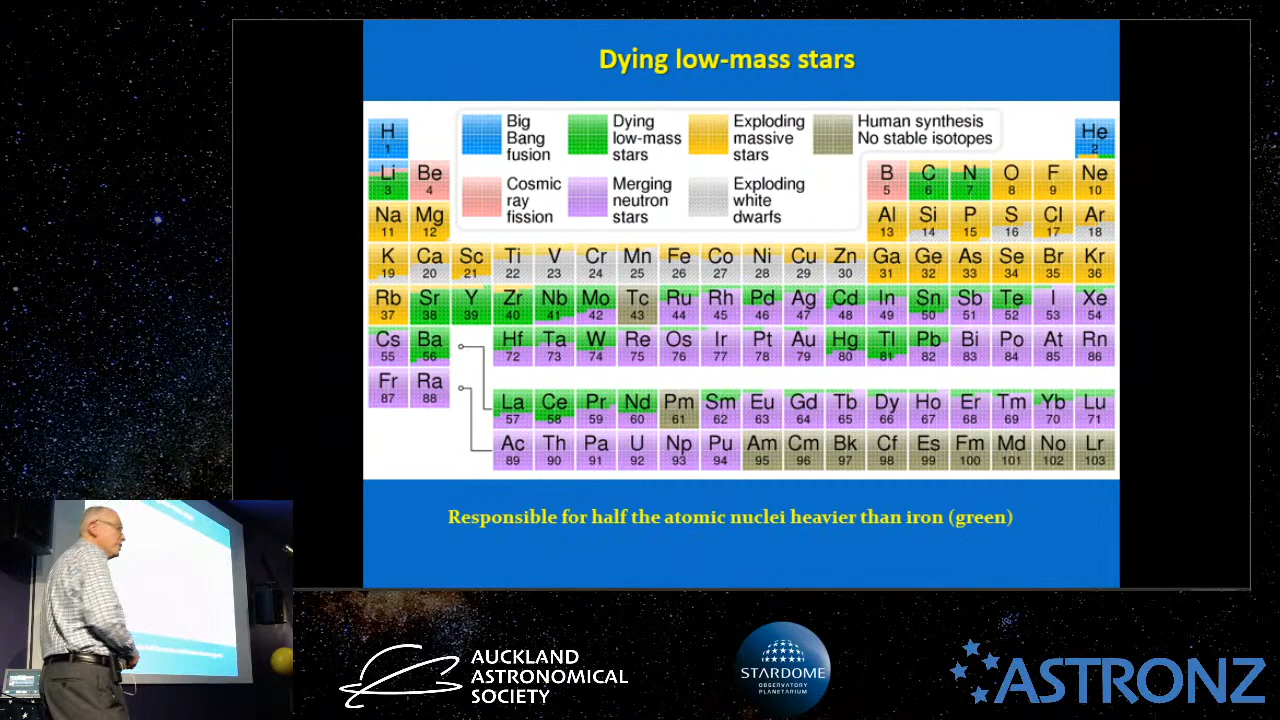 Dying low-mass stars
Big
Bang
fusion
Dying
low-mass
stars
Exploding
massive
stars
Human synthesis
No stable isotopes
Cosmic
ray
fission
Merging
neutron
stars
Exploding
white
dwarfs
H He
1 2
Li Be B C N O F Ne
3 4 5 6 7 8 9 10
Na Mg Al Si P S Cl Ar
11 12 13 14 15 16 17 18
K Ca Sc Ti V Cr Mn Fe Co Ni Cu Zn Ga Ge As Se Br Kr
19 20 21 22 23 24 25 26 27 28 29 30 31 32 33 34 35 36
Rb Sr Y Zr Nb Mo Tc Ru Rh Pd Ag Cd In Sn Sb Te I Xe
37 38 39 40 41 42 43 44 45 46 47 48 49 50 51 52 53 54
Cs Ba Hf Ta W Re Os Ir Pt Au Hg Tl Pb Bi Po At Rn
55 56 72 73 74 75 76 77 78 79 80 81 82 83 84 85 86
Fr Ra
87 88
La Ce Pr Nd Pm Sm Eu Gd Tb Dy Ho Er Tm Yb Lu
57 58 59 60 61 62 63 64 65 66 67 68 69 70 71
Ac Th Pa U Np Pu Am Cm Bk Cf Es Fm Md No Lr
89 90 91 92 93 94 95 96 97 98 99 100 101 102 103
Responsible for half the atomic nuclei heavier than iron (green)
AUCKLAND
ASTRONOMICAL
SOCIETY
STARDOME
OBSERVATORY
PLANETARIUM
ASTRONZ